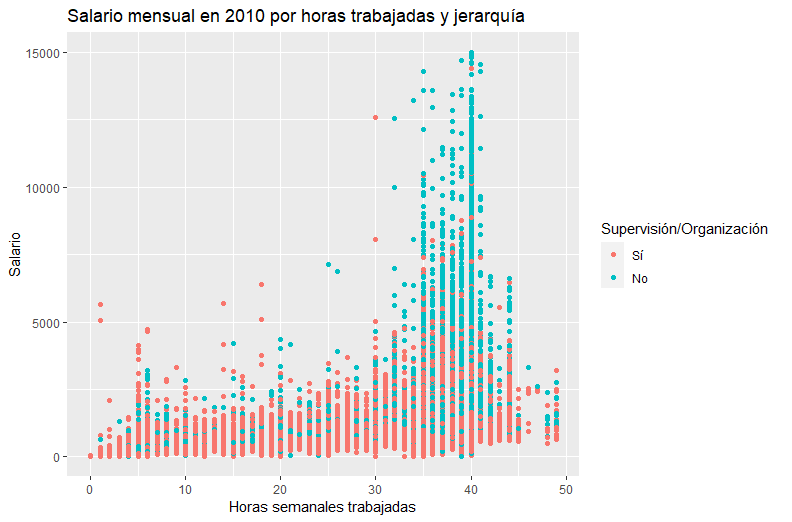 Salario mensual en 2010 por horas trabajadas y jerarquía
15000
10000
5000
0
Salario
0 10 20 30 40 50
Horas semanales trabajadas
Supervisión/Organización
Sí
No